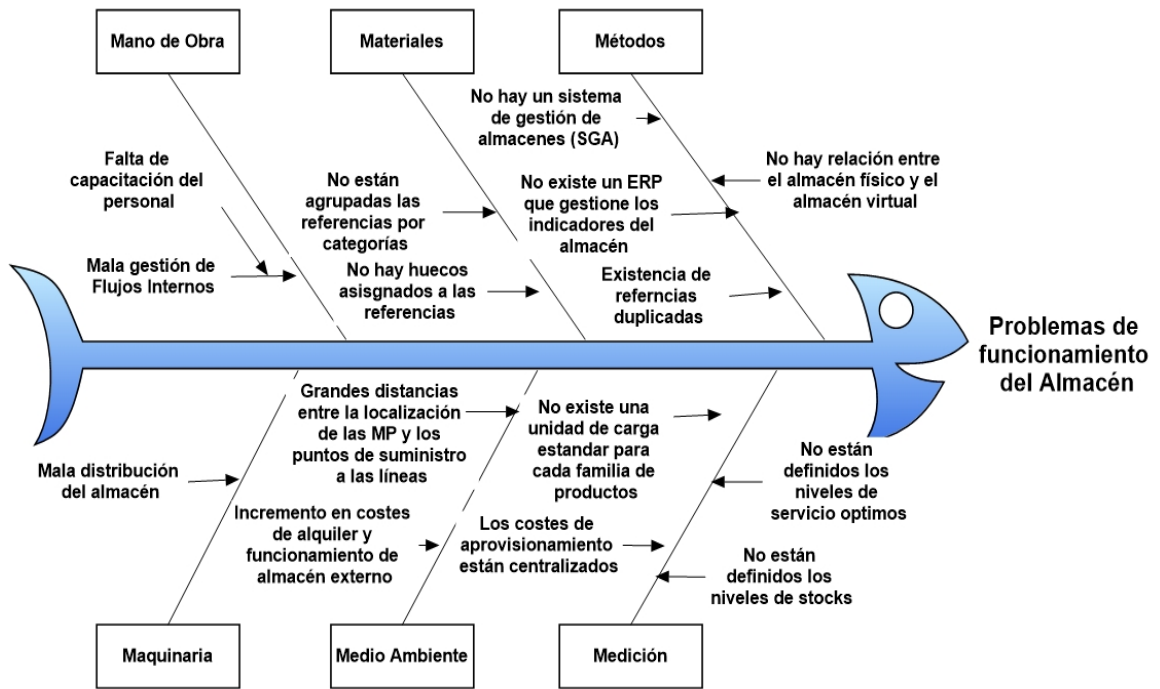 Mano de Obra
Materiales
Métodos
No hay un sistema
de gestión de
almacenes (SGA)
Falta de
capacitación del
personal
No están
agrupadas las
referencias por
categorías
No existe un ERP
que gestione los
indicadores del
almacén
No hay relación entre
el almacén físico y el
almacén virtual
Mala gestión de
Flujos Internos
No hay huecos
asisgnados a las
referencias
Existencia de
referncias
duplicadas
Problemas de
funcionamiento
del Almacén
Grandes distancias
entre la localización
de las MP y los
puntos de suministro
a las líneas
No existe una
unidad de carga
estandar para
cada familia de
productos
Mala distribución
del almacén
No están
definidos los
niveles de
servicio optimos
Incremento en costes
de alquiler y
funcionamiento de
almacén externo
Los costes de
aprovisionamiento
están centralizados
No están
definidos los
niveles de stocks
Maquinaria
Medio Ambiente
Medición